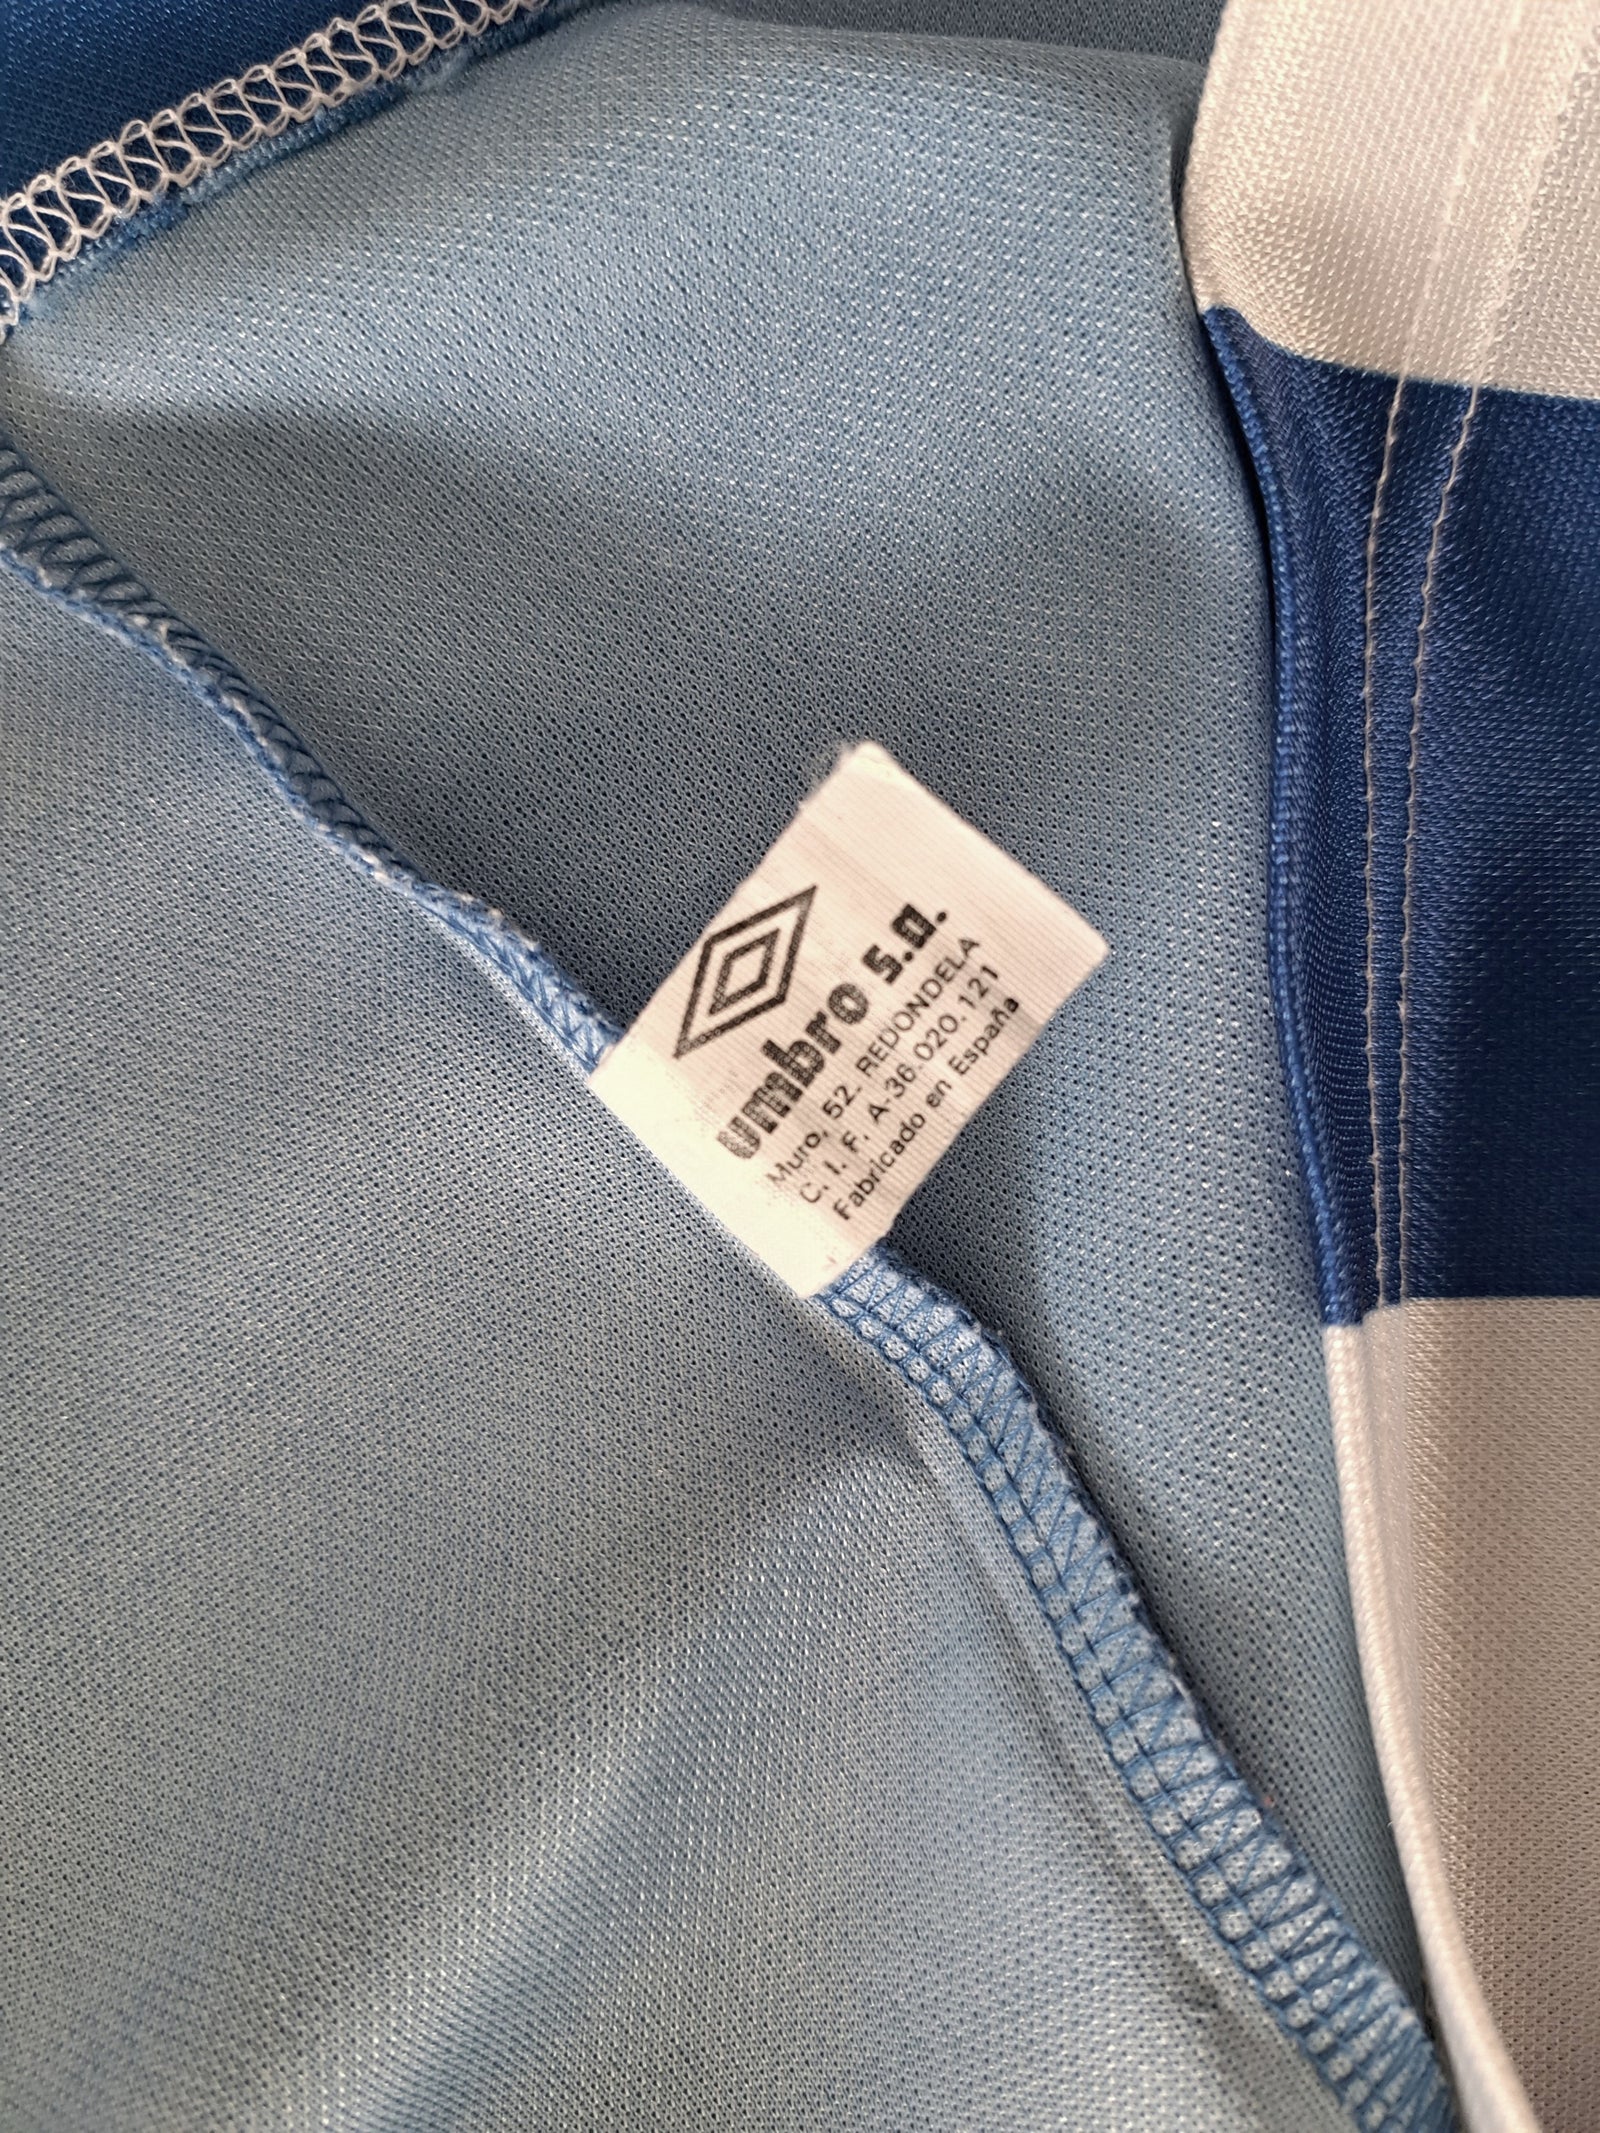 umbro s.a.
Muro, 52. REDONDELA
C. I. F. A-36.020.121
Fabricado en España